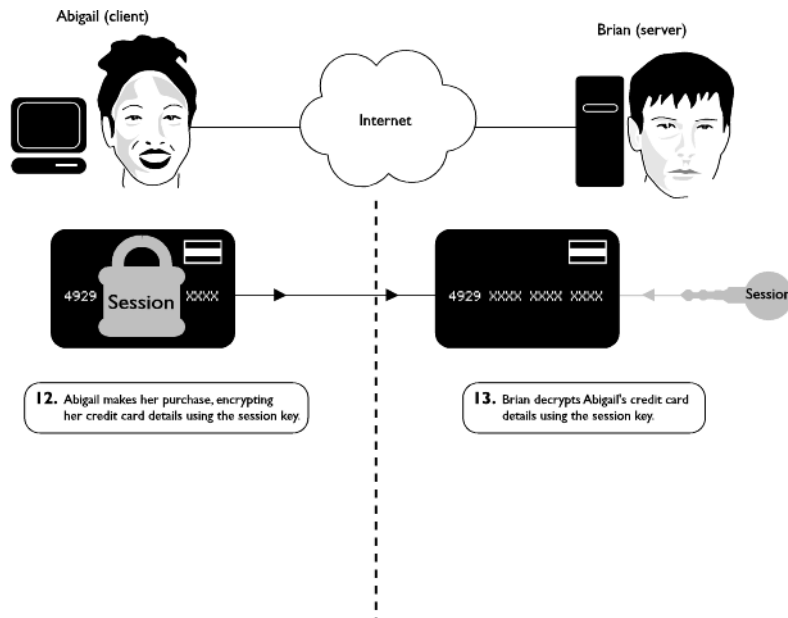 Abigail (client)
Brian (server)
Internet
4929 Session XXXX
4929 XXXX XXXX XXXX
Session
12. Abigail makes her purchase, encrypting
her credit card details using the session key.
13. Brian decrypts Abigail's credit card
details using the session key.